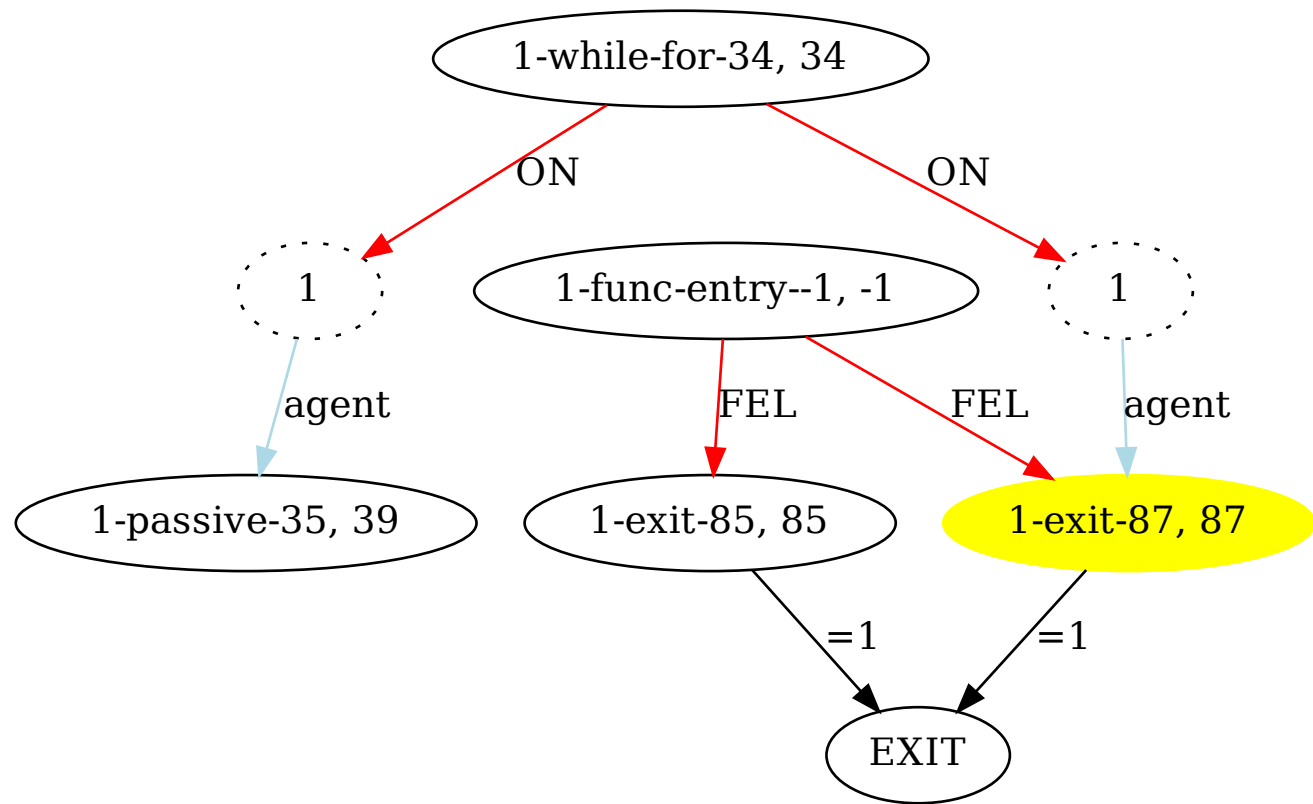 1-while-for-34, 34
ON
ON
1
1-func-entry--1, -1
1
agent
FEL
FEL
agent
1-passive-35, 39
1-exit-85, 85
1-exit-87, 87
=1
=1
EXIT